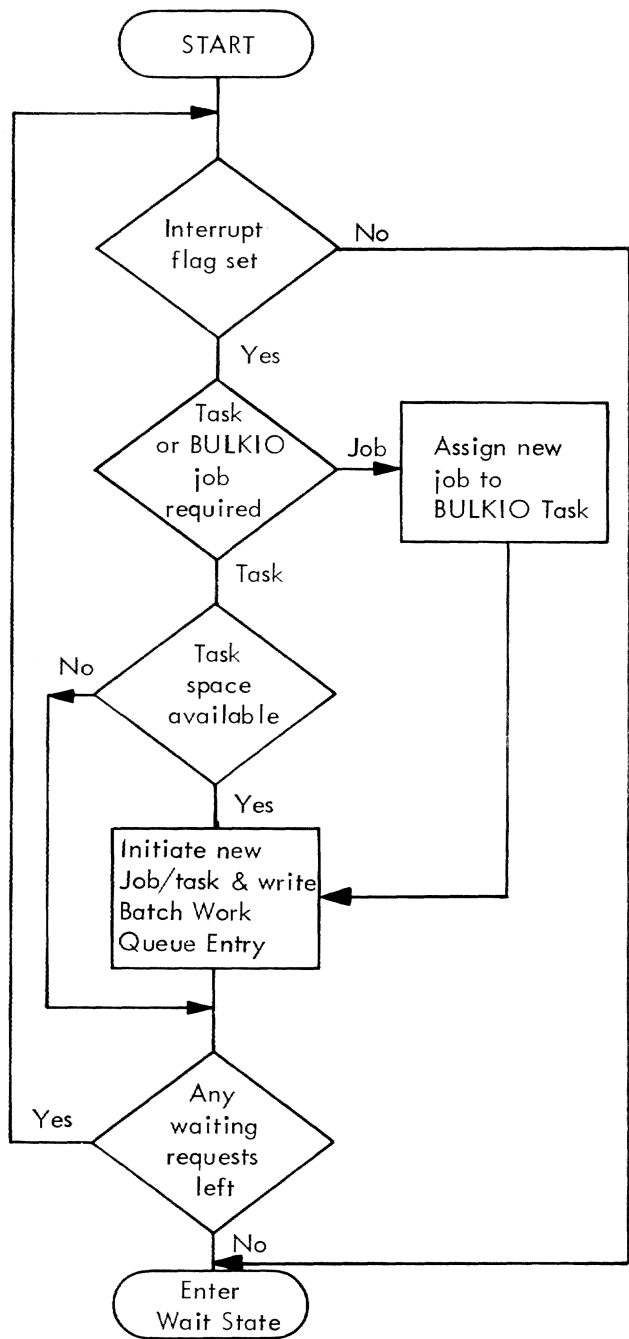 START
Interrupt
flag set
No
Yes
Task
or BULKIO
job
required
Job
Assign new
job to
BULKIO Task
Task
No
Task
space
available
Yes
Initiate new
Job/task & write
Batch Work
Queue Entry
Yes
Any
waiting
requests
left
No
Enter
Wait State